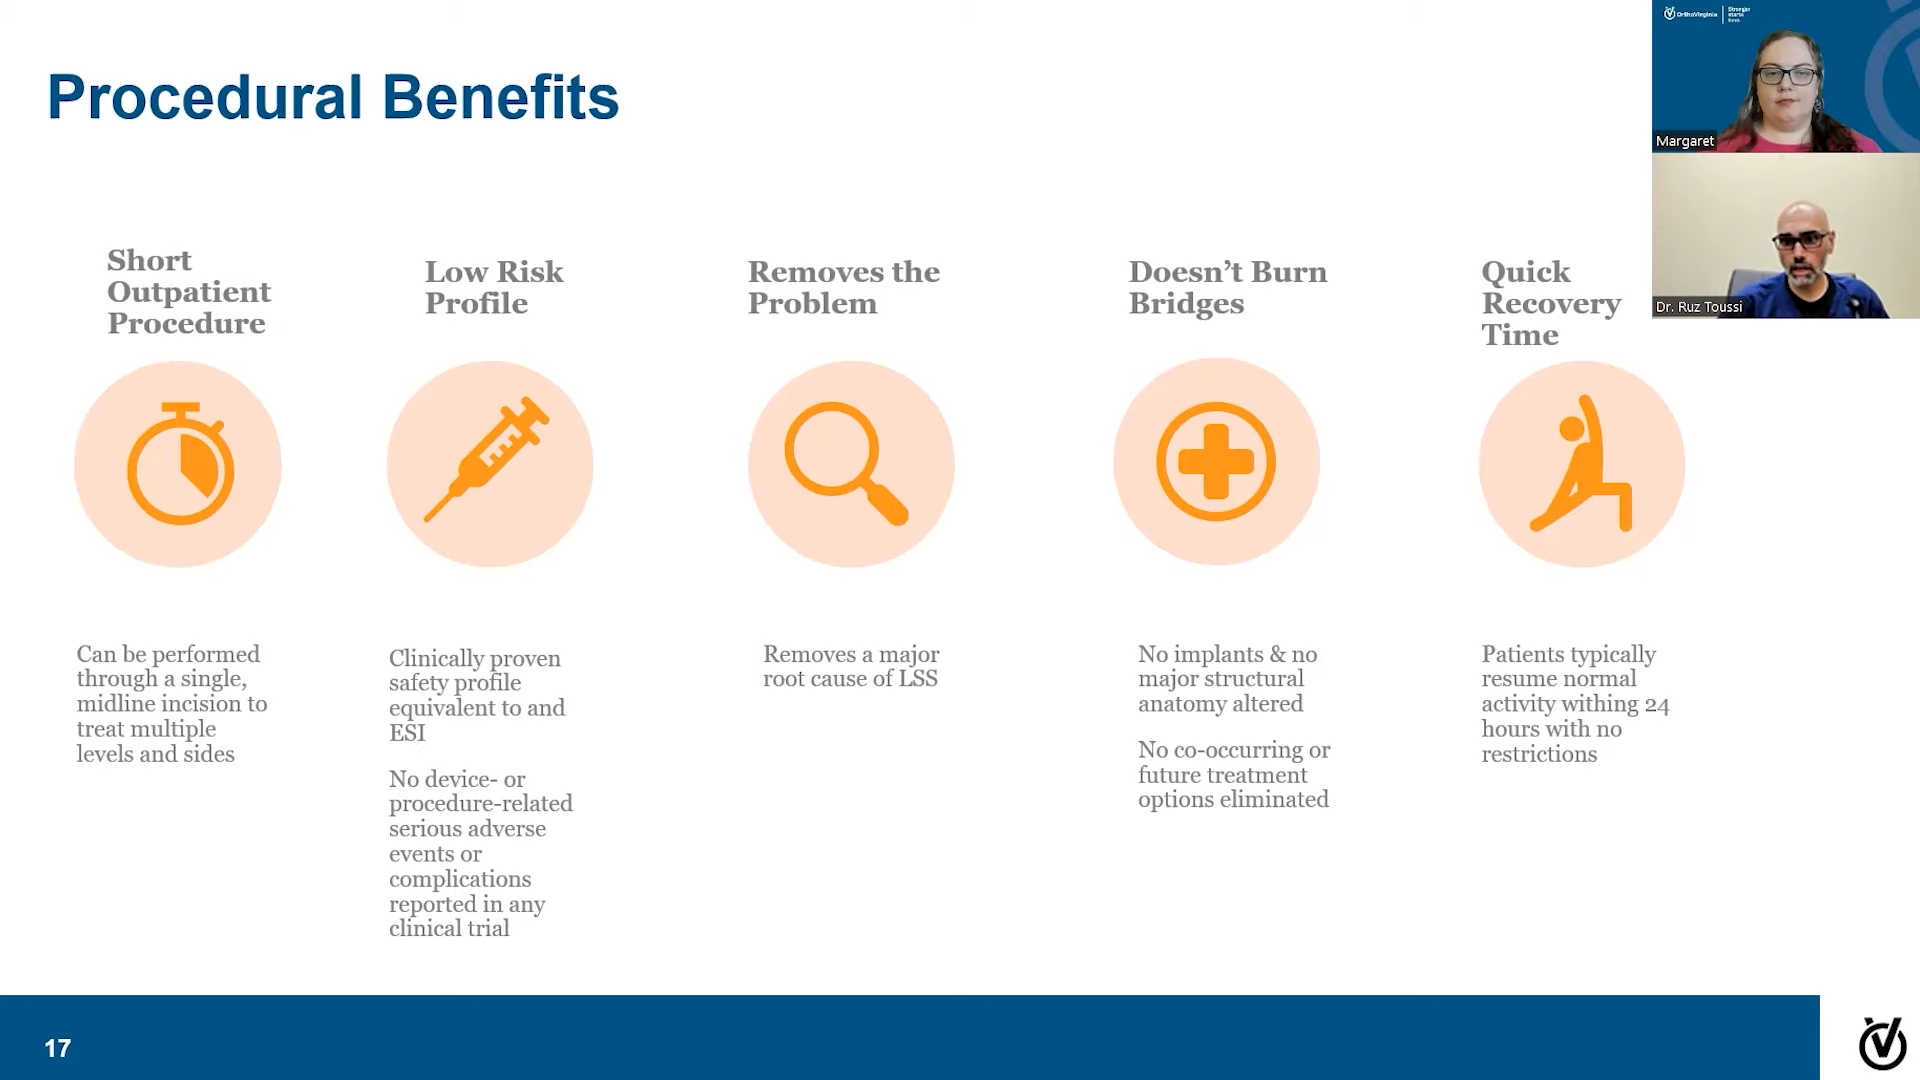 Procedural Benefits
OrthoVirginia
Stronger
starts
here.
Margaret
Dr. Ruz Toussi
Short
Outpatient
Procedure
Can be performed
through a single,
midline incision to
treat multiple
levels and sides
Low Risk
Profile
Clinically proven
safety profile
equivalent to and
ESI
No device- or
procedure-related
serious adverse
events or
complications
reported in any
clinical trial
Removes the
Problem
Removes a major
root cause of LSS
Doesn’t Burn
Bridges
No implants & no
major structural
anatomy altered
No co-occurring or
future treatment
options eliminated
Quick
Recovery
Time
Patients typically
resume normal
activity withing 24
hours with no
restrictions
17